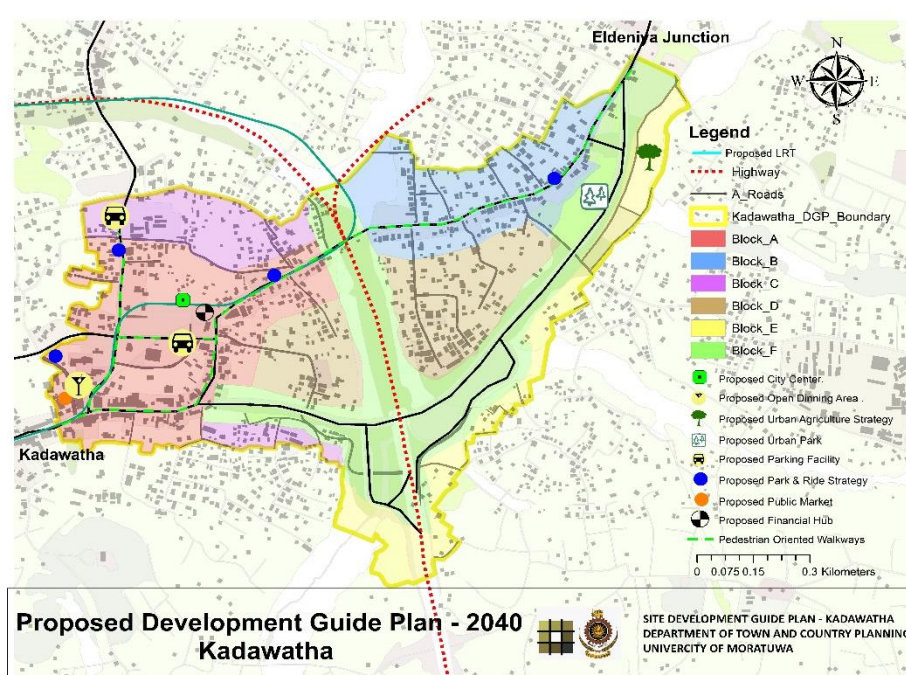 Eldeniya Junction
N
W E
S
Legend
Proposed LRT
Highway
A_Roads
Kadawatha_DGP_Boundary
Block_A
Block_B
Block_C
Block_D
Block_E
Block_F
Proposed City Center
Proposed Open Dinning Area
Proposed Urban Agriculture Strategy
Proposed Urban Park
Proposed Parking Facility
Proposed Park & Ride Strategy
Proposed Public Market
Proposed Financial Hub
Pedestrian Oriented Walkways
0 0.075 0.15 0.3 Kilometers
Kadawatha
Proposed Development Guide Plan - 2040
Kadawatha
SITE DEVELOPMENT GUIDE PLAN - KADAWATHA
DEPARTMENT OF TOWN AND COUNTRY PLANNING
UNIVERCITY OF MORATUWA